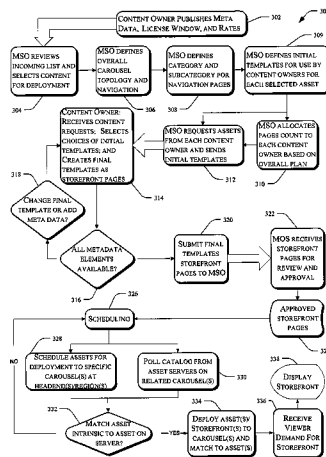 CONTENT OWNER PUBLISHES META
DATA, LICENSE WINDOW, AND RATES
302
MSO REVIEWS
INCOMING LIST AND
SELECTS CONTENT
FOR DEPLOYMENT
304
MSO DEFINES
OVERALL
CAROUSEL
TOPOLOGY AND
NAVIGATION
306
MSO DEFINES
CATEGORY AND
SUBCATEGORY FOR
NAVIGATION PAGES
308
309
MSO DEFINES INITIAL
TEMPLATES FOR USE BY
CONTENT OWNERS FOR
EACH SELECTED ASSET
MSO ALLOCATES
PAGES COUNT TO
EACH CONTENT
OWNER BASED ON
OVERALL PLAN
310
MSO REQUESTS ASSETS
FROM EACH CONTENT
OWNER AND SENDS
INITIAL TEMPLATES
312
CONTENT OWNER:
RECEIVES CONTENT
REQUESTS; SELECTS
CHOICES OF INITIAL
TEMPLATES; AND
CREATES FINAL
TEMPLATES AS
STOREFRONT PAGES
314
318
CHANGE FINAL
TEMPLATE OR ADD
META DATA?
ALL METADATA
ELEMENTS
AVAILABLE?
316
320
SUBMIT FINAL
TEMPLATES
STOREFRONT
PAGES TO MSO
322
MOS RECEIVES
STOREFRONT
PAGES FOR
REVIEW AND
APPROVAL
APPROVED
STOREFRONT
PAGES
326
SCHEDULING
NO
328
SCHEDULE ASSETS FOR
DEPLOYMENT TO SPECIFIC
CAROUSEL(S) AT
HEADEND(S)/REGION(S)
POLL CATALOG FROM
ASSET SERVERS ON
RELATED CAROUSEL(S)
330
332
MATCH ASSET
INTRINSIC TO ASSET ON
SERVER?
YES
334
DEPLOY ASSET(S)/
STOREFRONT(S) TO
CAROUSEL(S) AND
MATCH TO ASSET(S)
336
RECEIVE
VIEWER
DEMAND FOR
STOREFRONT
338
DISPLAY
STOREFRONT